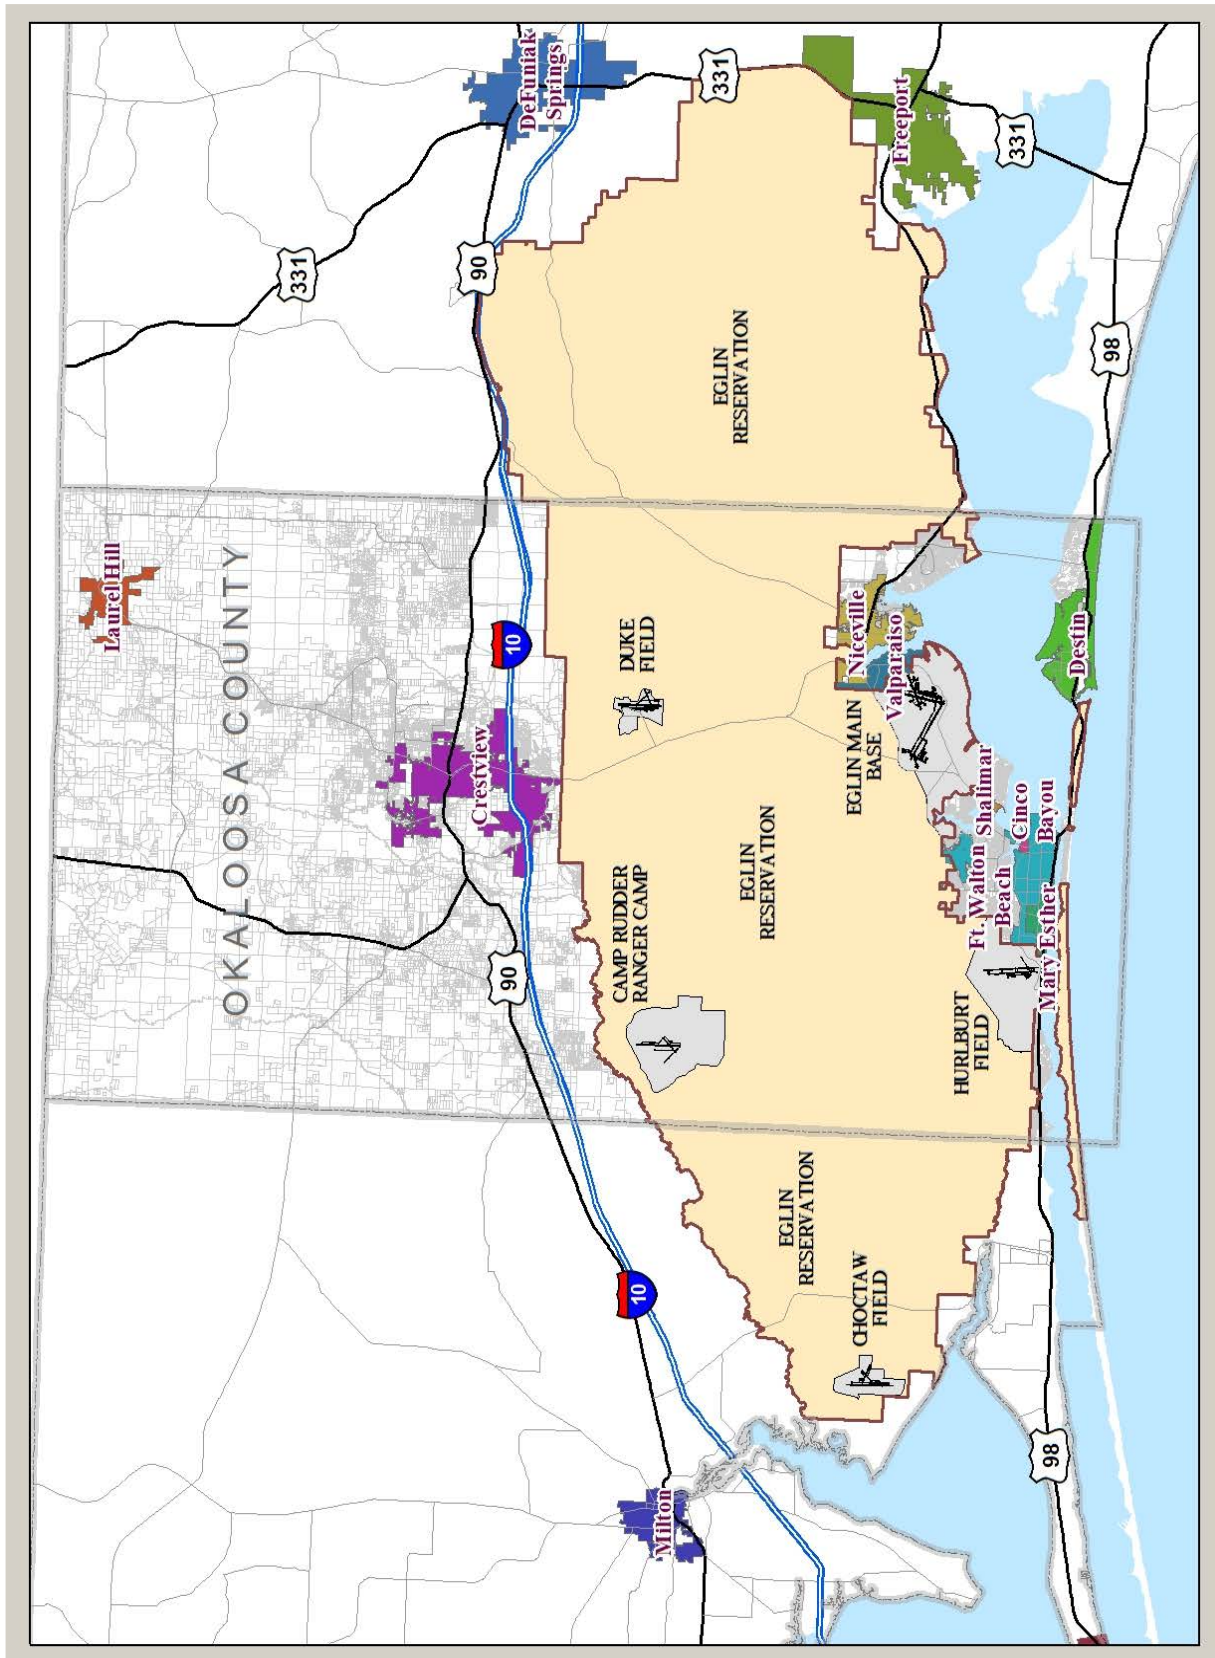 Laurel Hill
OKALOOSA COUNTY
331
DeFuniak
Springs
90
331
10
Crestview
90
10
Milton
EGLIN
RESERVATION
DUKE
FIELD
CAMP RUDDER
RANGER CAMP
EGLIN
RESERVATION
EGLIN
RESERVATION
CHOCTAW
FIELD
EGLIN MAIN
BASE
HURLBURT
FIELD
Freeport
331
Niceville
Valparaiso
Shalimar
Ft. Walton
Beach
Cinco
Bayou
Mary Esther
Destin
98
98